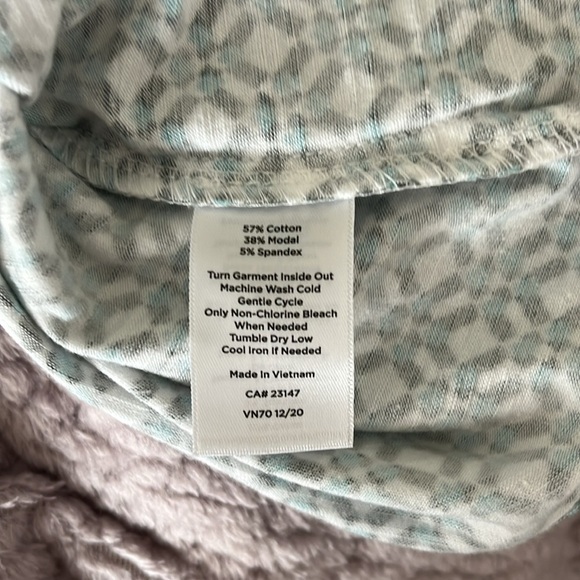 57% Cotton
38% Modal
5% Spandex
Turn Garment Inside Out
Machine Wash Cold
Gentle Cycle
Only Non-Chlorine Bleach
When Needed
Tumble Dry Low
Cool Iron If Needed
Made in Vietnam
CA# 23147
VN70 12/20